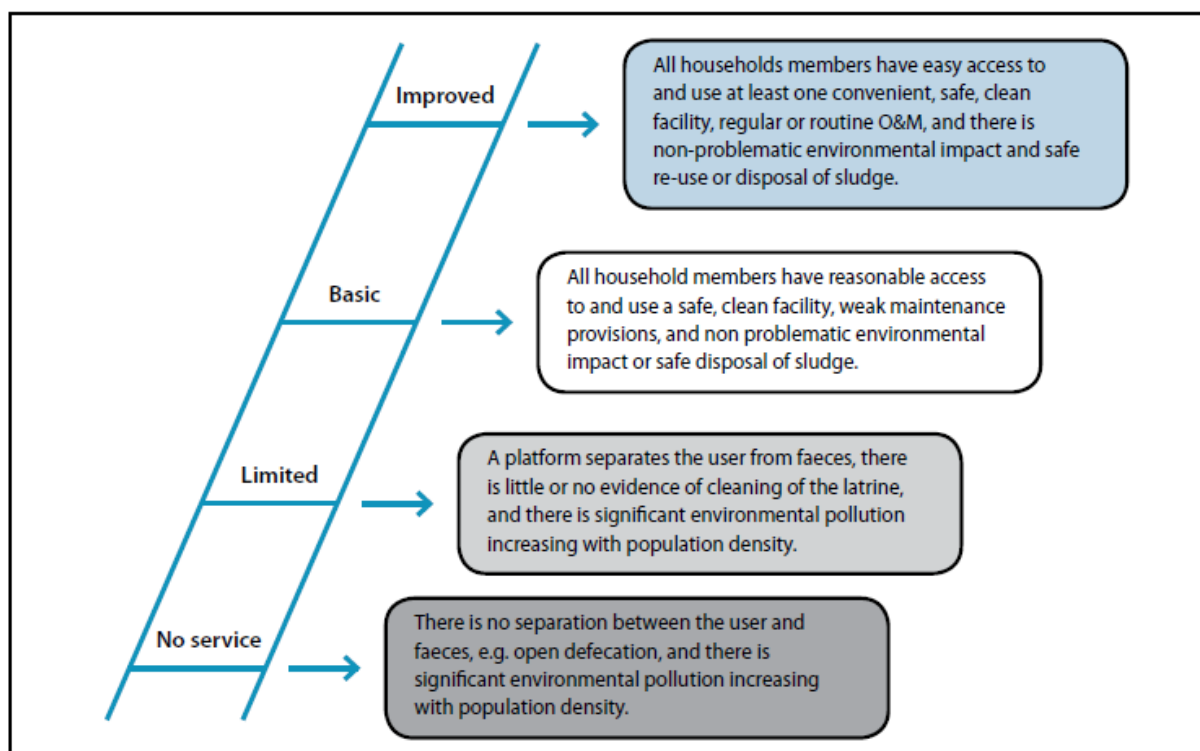 Improved
All households members have easy access to
and use at least one convenient, safe, clean
facility, regular or routine O&M, and there is
non-problematic environmental impact and safe
re-use or disposal of sludge.
Basic
All household members have reasonable access
to and use a safe, clean facility, weak maintenance
provisions, and non problematic environmental
impact or safe disposal of sludge.
Limited
A platform separates the user from faeces, there
is little or no evidence of cleaning of the latrine,
and there is significant environmental pollution
increasing with population density.
No service
There is no separation between the user and
faeces, e.g. open defecation, and there is
significant environmental pollution increasing
with population density.